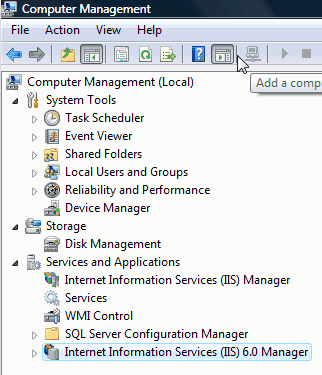 Computer Management
File Action View Help
Add a comp
Computer Management (Local)
System Tools
Task Scheduler
Event Viewer
Shared Folders
Local Users and Groups
Reliability and Performance
Device Manager
Storage
Disk Management
Services and Applications
Internet Information Services (IIS) Manager
Services
WMI Control
SQL Server Configuration Manager
Internet Information Services (IIS) 6.0 Manager